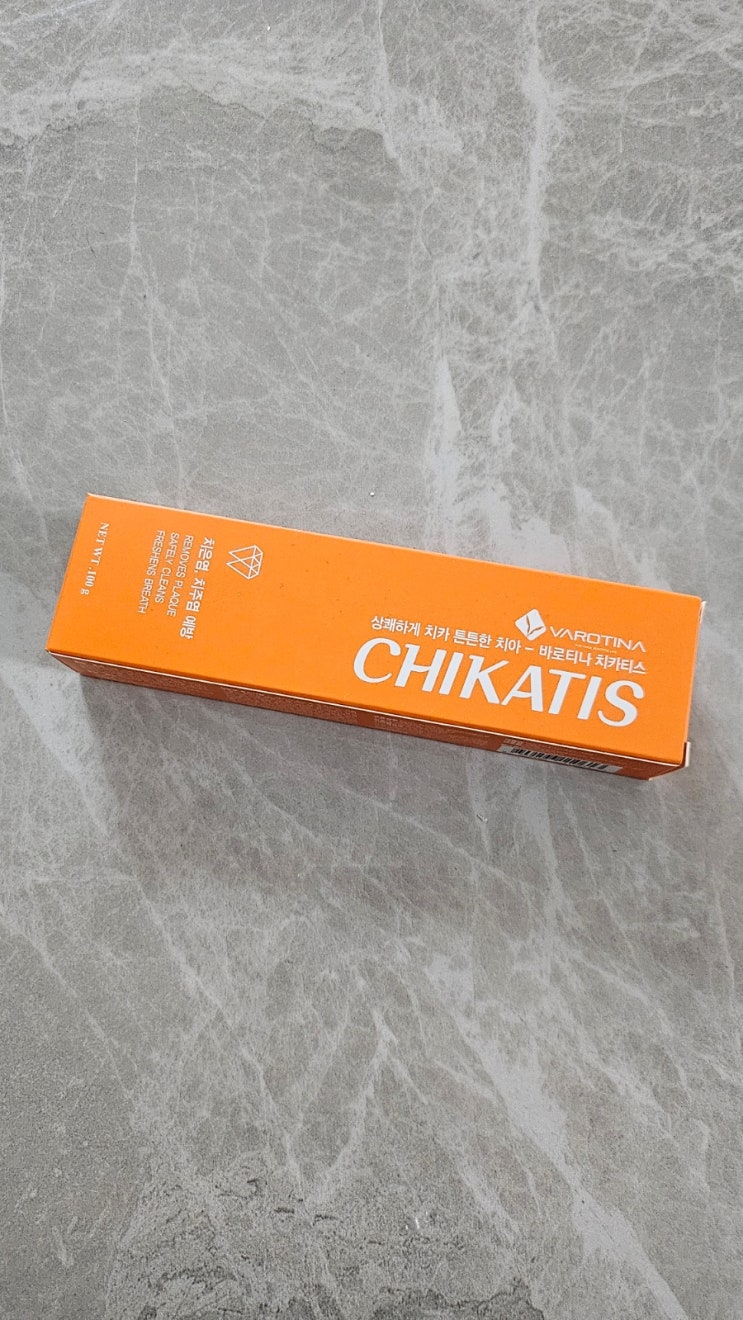 VAROTINA
상쾌하게 치카 튼튼한 치아 – 바로티나 치카티스
CHIKATIS
치은염, 치주염 예방
REMOVES PLAQUE
SAFELY CLEANS
FRESHENS BREATH
NET WT. 100 g